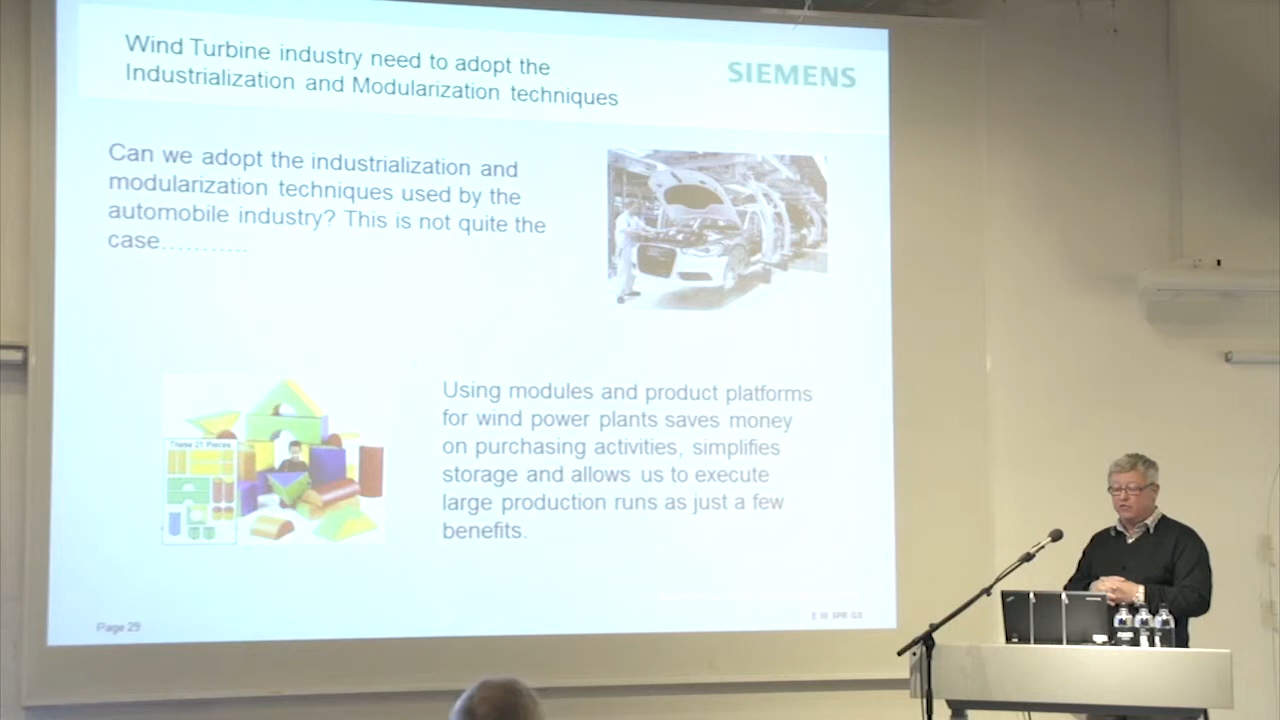 Wind Turbine industry need to adopt the
Industrialization and Modularization techniques
SIEMENS
Can we adopt the industrialization and
modularization techniques used by the
automobile industry? This is not quite the
case...........
These 21 Pieces
Using modules and product platforms
for wind power plants saves money
on purchasing activities, simplifies
storage and allows us to execute
large production runs as just a few
benefits.
Page 29